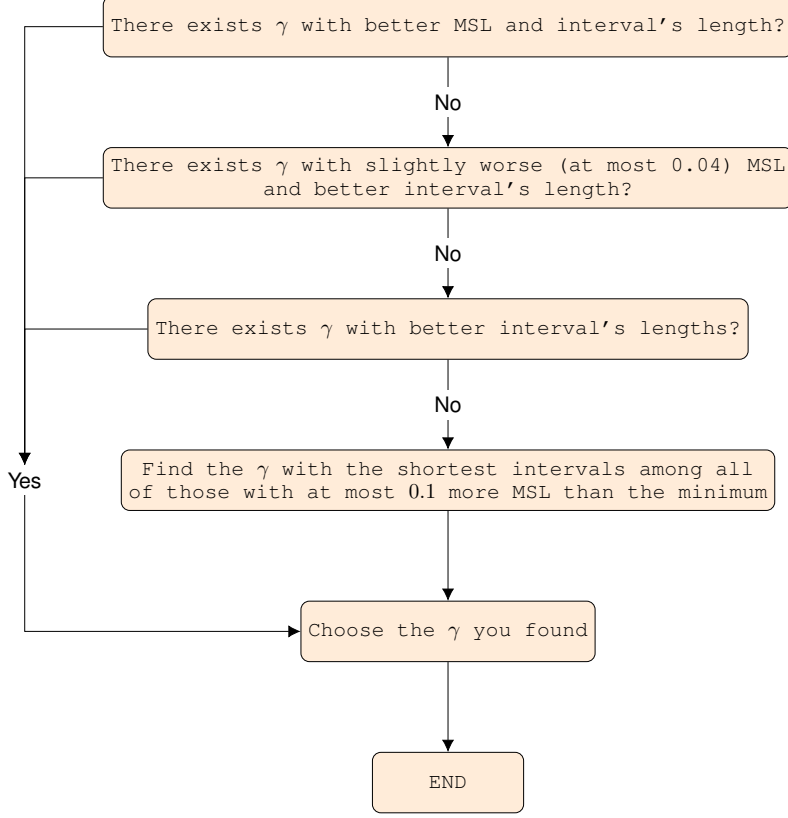 There exists γ with better MSL and interval's length?
No
There exists γ with slightly worse (at most 0.04) MSL
and better interval's length?
No
There exists γ with better interval's lengths?
No
Find the γ with the shortest intervals among all
of those with at most 0.1 more MSL than the minimum
Yes
Choose the γ you found
END